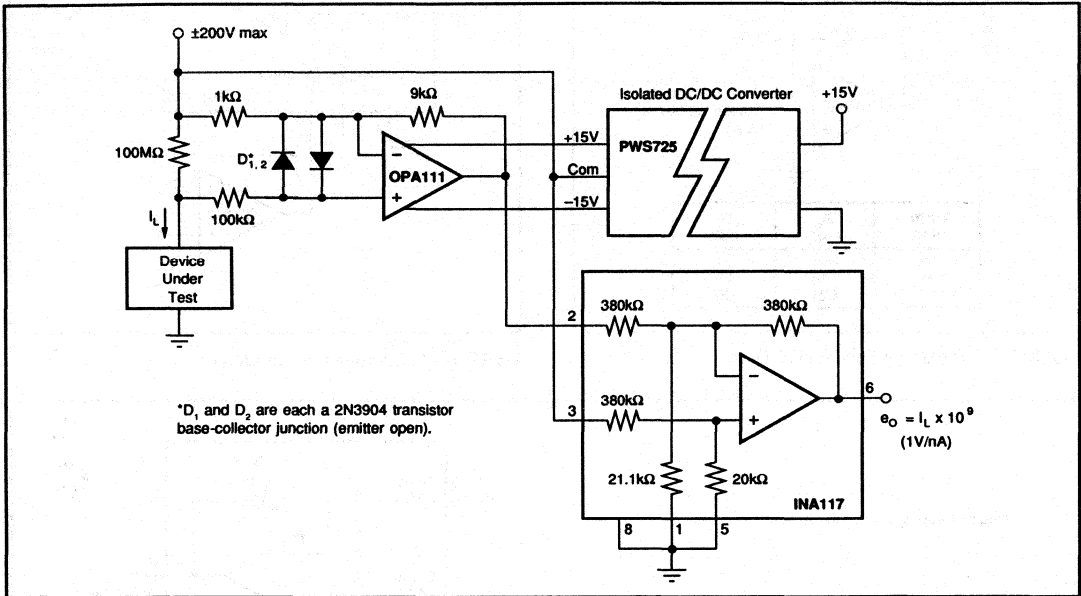 ±200V max
1kΩ
9kΩ
Isolated DC/DC Converter
+15V
100MΩ
D*1, 2
−
OPA111
+
+15V
PWS725
Com
−15V
100kΩ
IL
Device
Under
Test
380kΩ
380kΩ
2
−
6
3
380kΩ
+
eO = IL x 10⁹
(1V/nA)
*D1 and D2 are each a 2N3904 transistor
base-collector junction (emitter open).
21.1kΩ
20kΩ
INA117
8
1
5